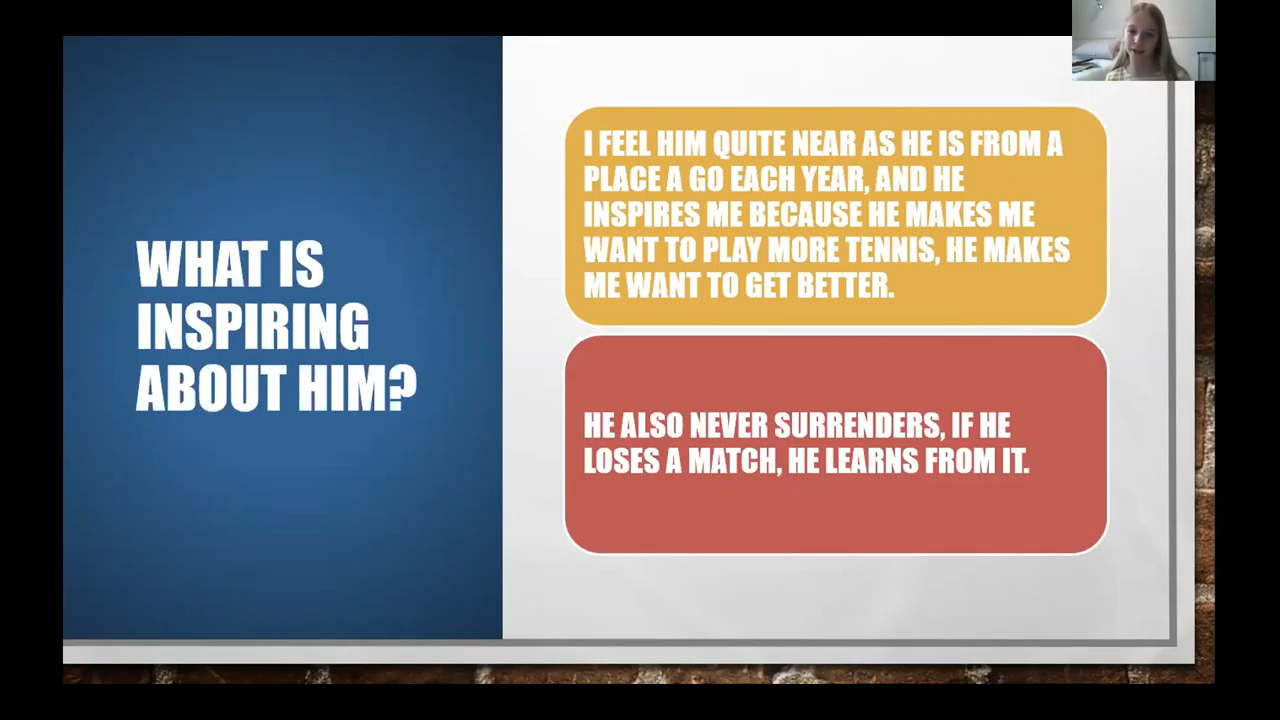 WHAT IS
INSPIRING
ABOUT HIM?
I FEEL HIM QUITE NEAR AS HE IS FROM A
PLACE A GO EACH YEAR, AND HE
INSPIRES ME BECAUSE HE MAKES ME
WANT TO PLAY MORE TENNIS, HE MAKES
ME WANT TO GET BETTER.
HE ALSO NEVER SURRENDERS, IF HE
LOSES A MATCH, HE LEARNS FROM IT.